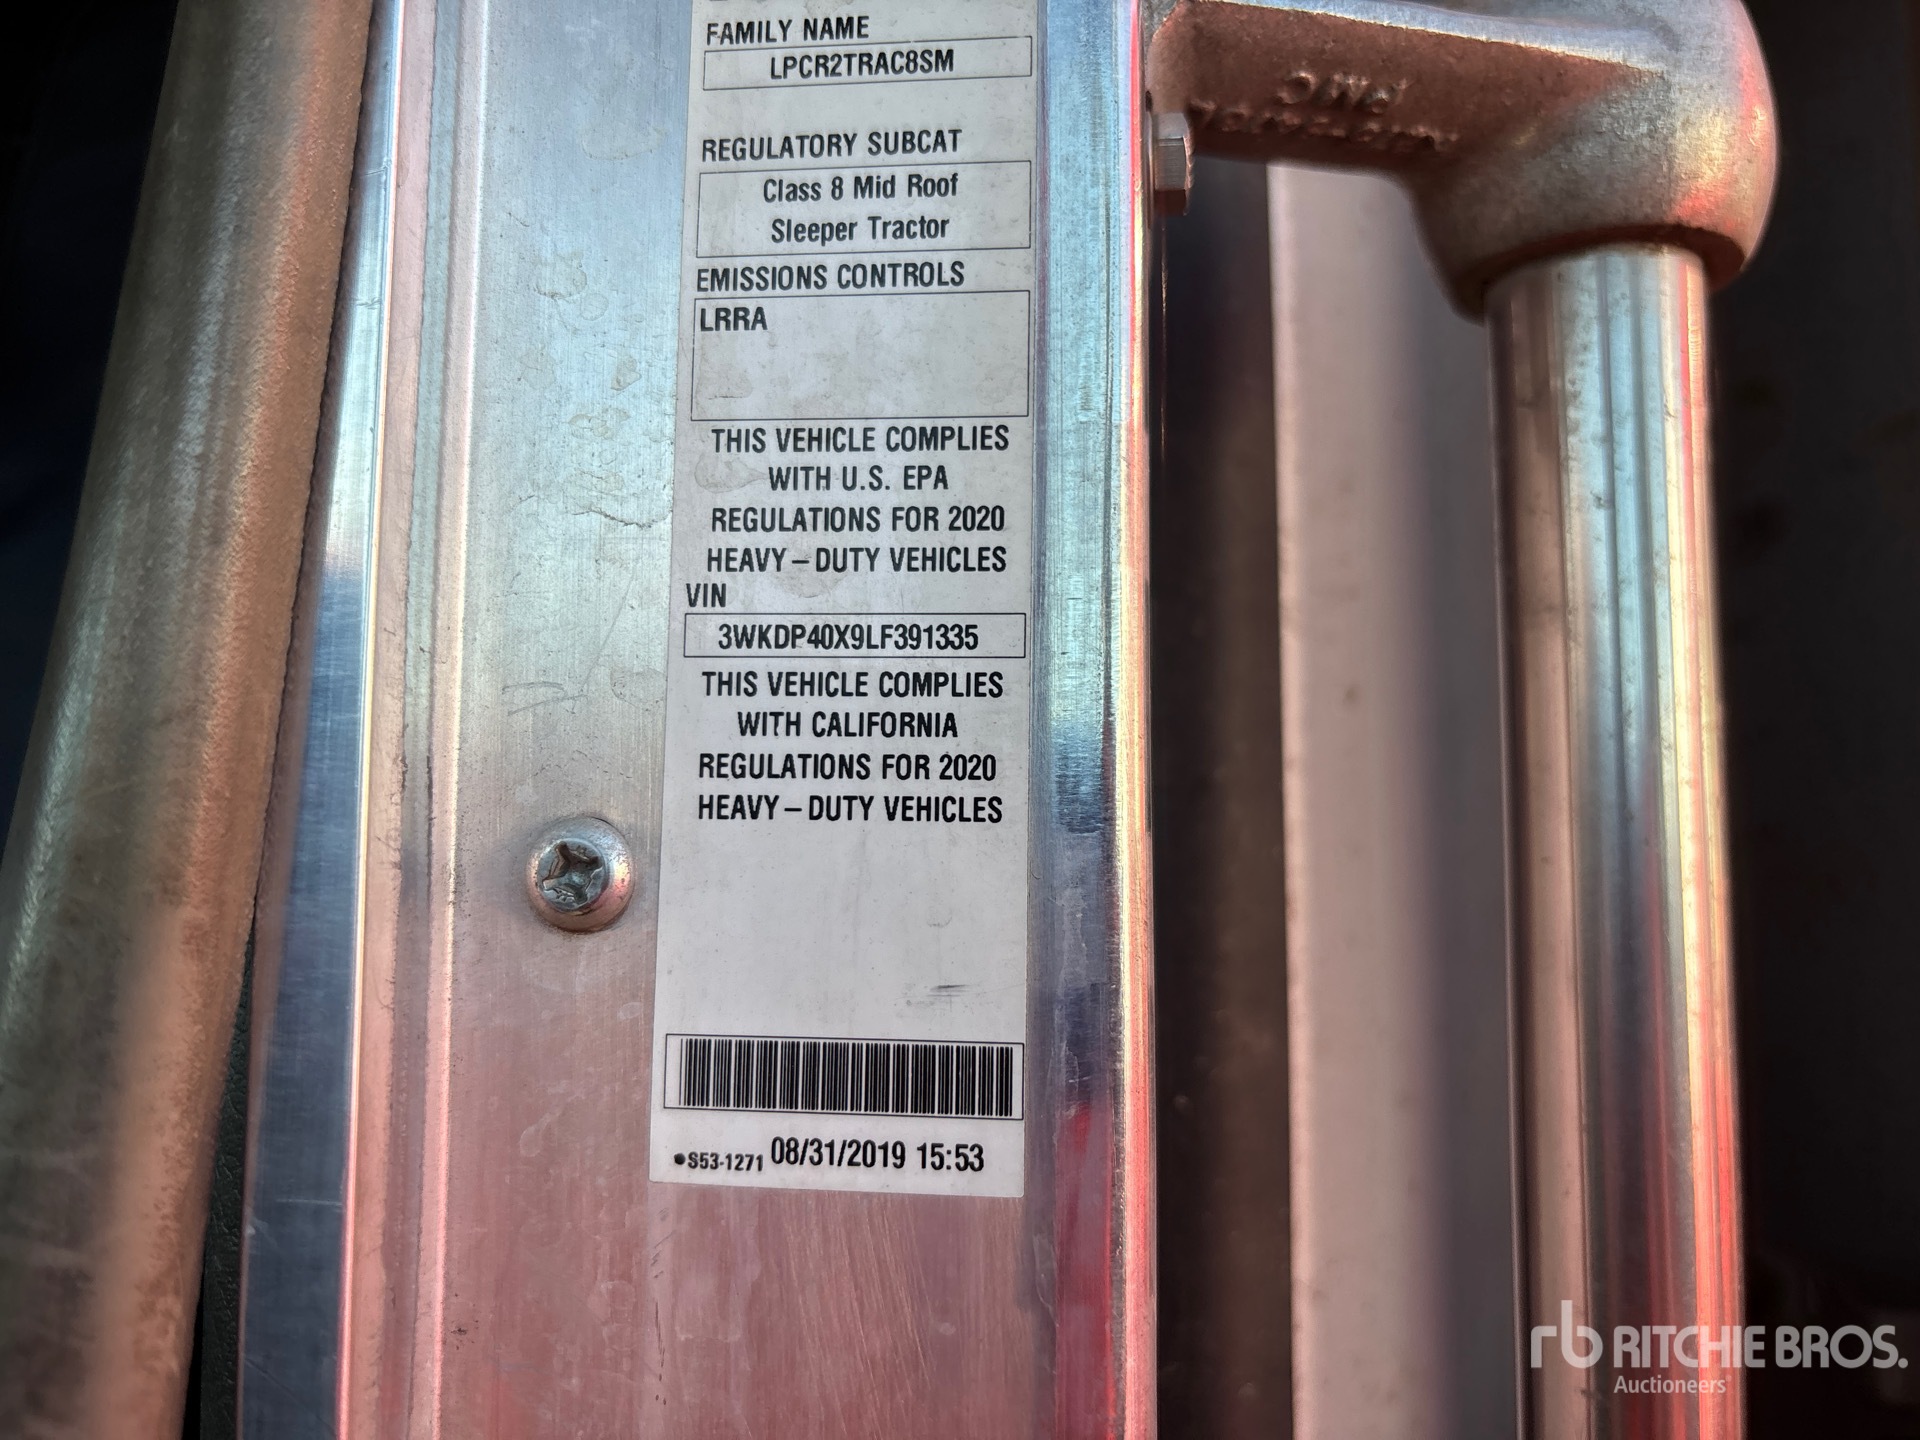 FAMILY NAME
LPCR2TRAC8SM
REGULATORY SUBCAT
Class 8 Mid Roof
Sleeper Tractor
EMISSIONS CONTROLS
LRRA
THIS VEHICLE COMPLIES
WITH U.S. EPA
REGULATIONS FOR 2020
HEAVY – DUTY VEHICLES
VIN
3WKDP40X9LF391335
THIS VEHICLE COMPLIES
WITH CALIFORNIA
REGULATIONS FOR 2020
HEAVY – DUTY VEHICLES
•S53-1271 08/31/2019 15:53
PMC
rb RITCHIE BROS.
Auctioneers